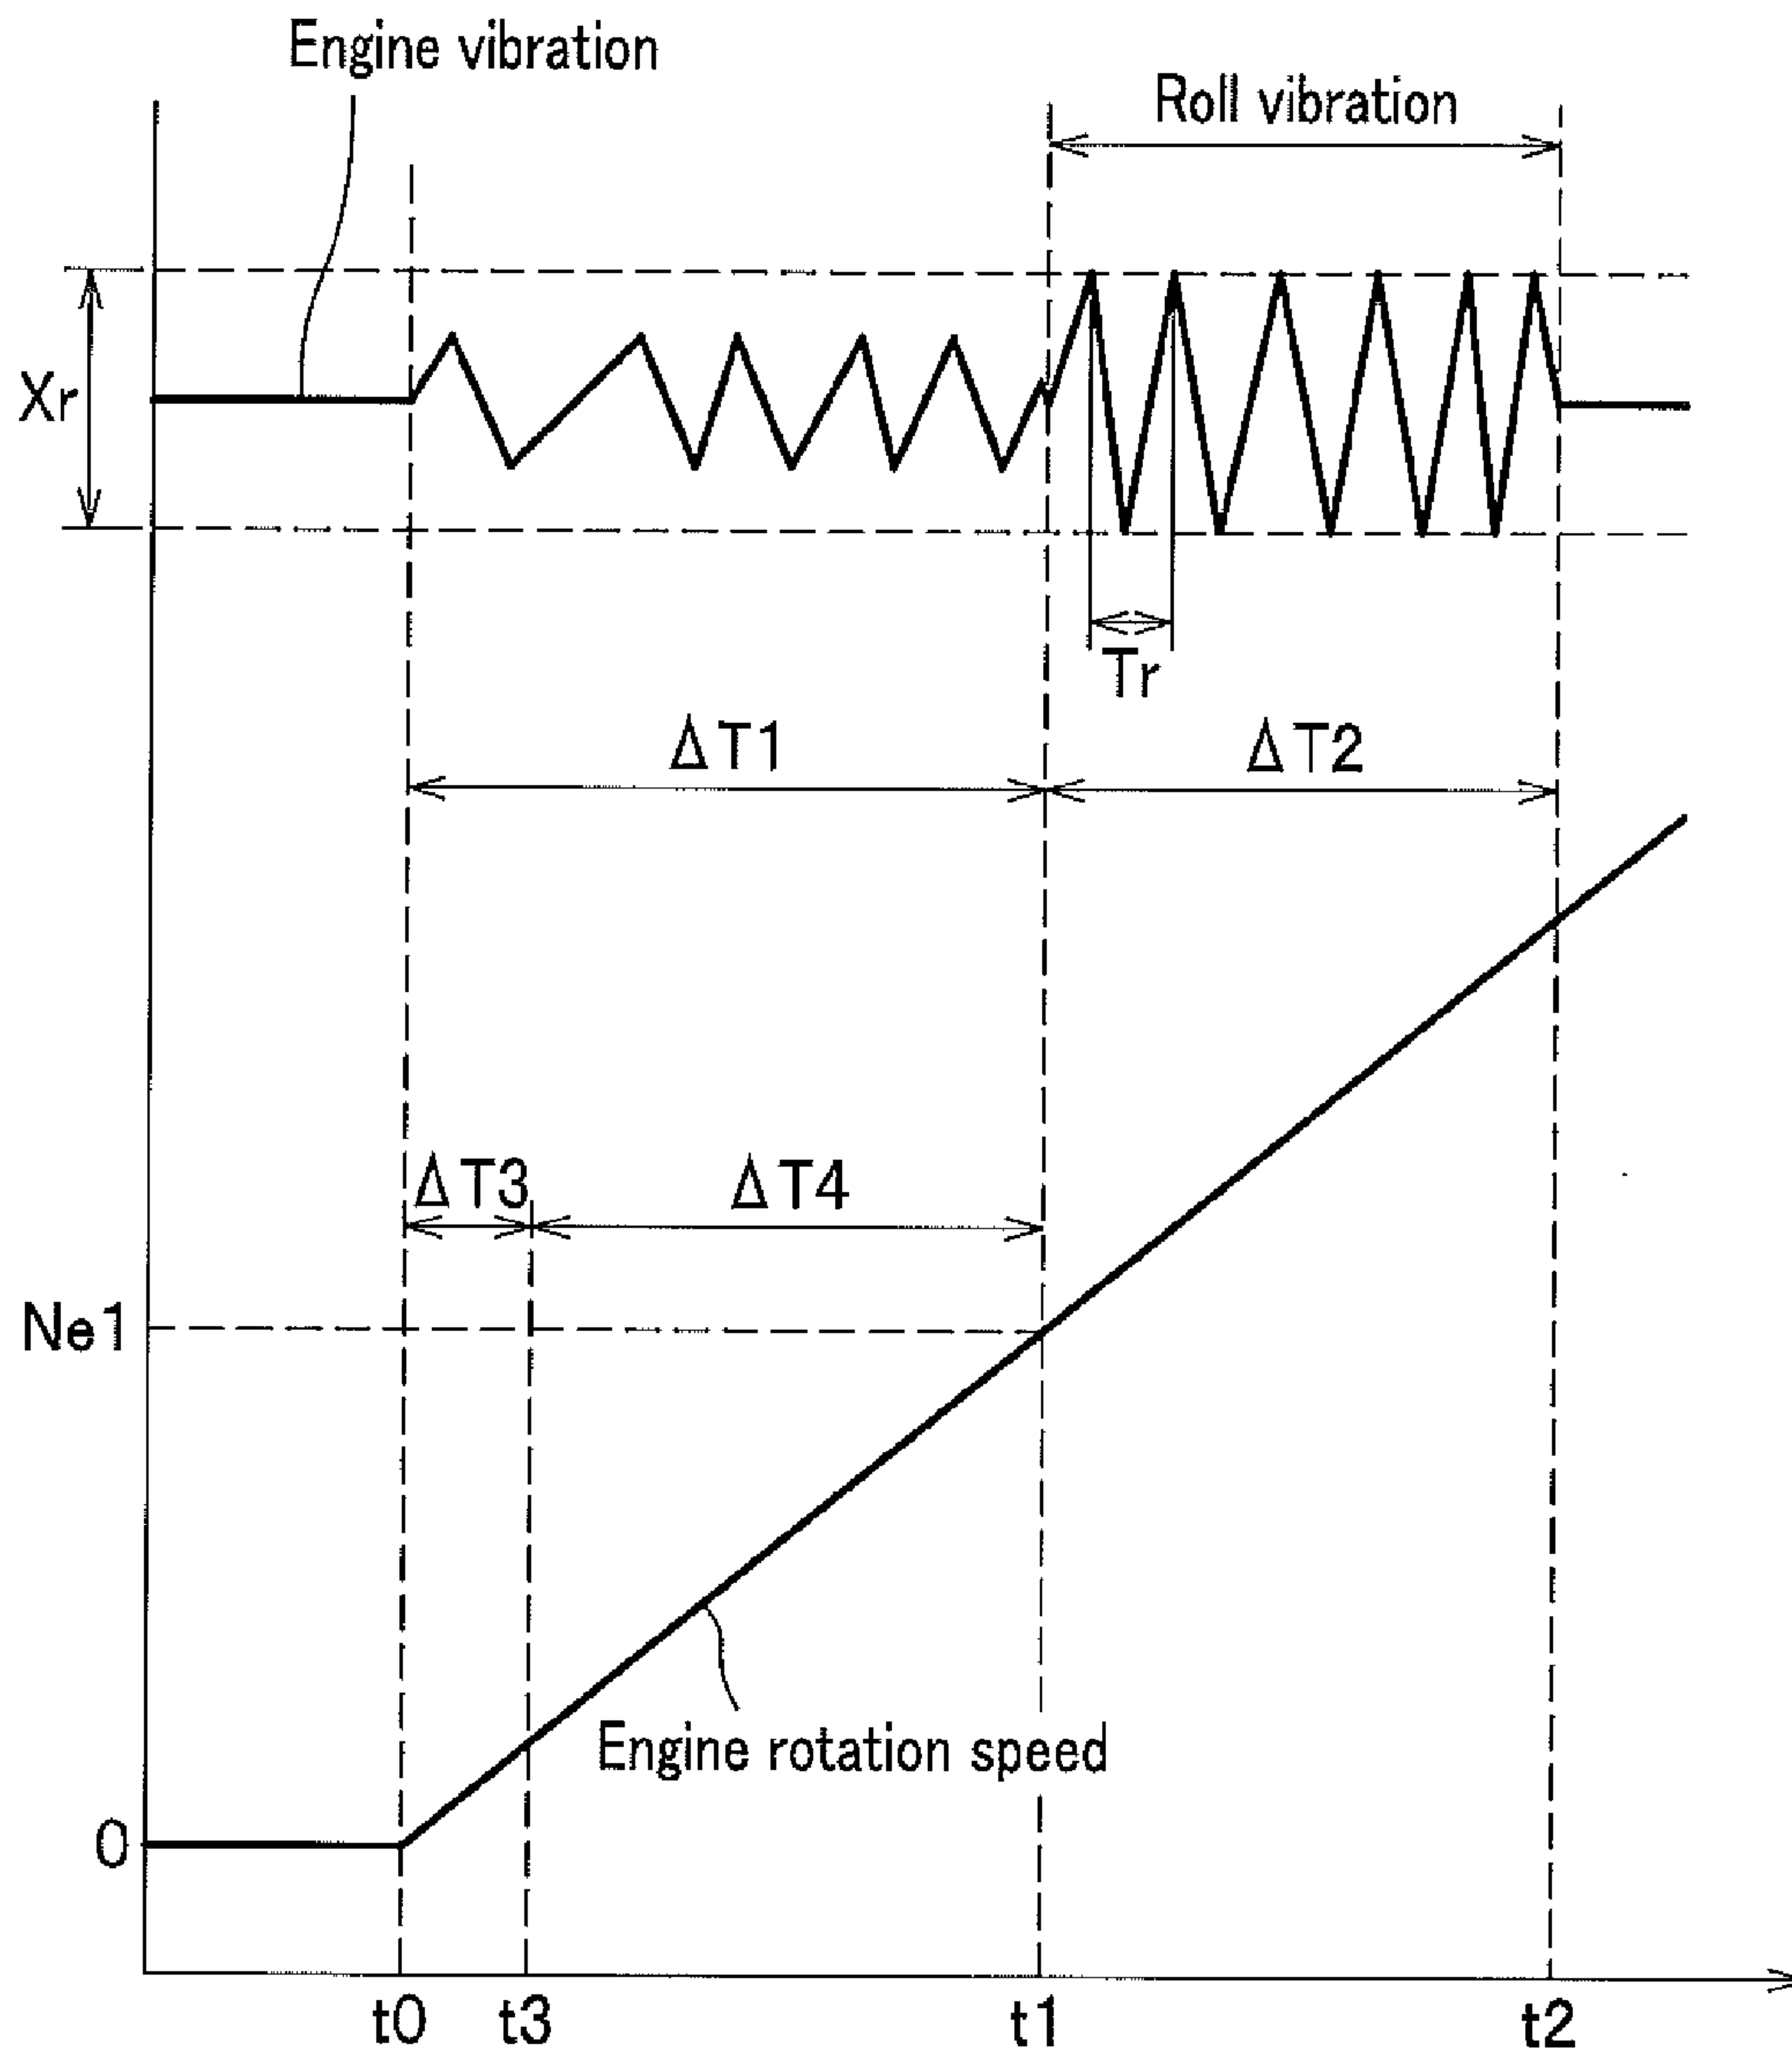 Engine vibration
Roll vibration
Xr
Tr
ΔT1
ΔT2
ΔT3
ΔT4
Ne1
Engine rotation speed
0
t0
t3
t1
t2